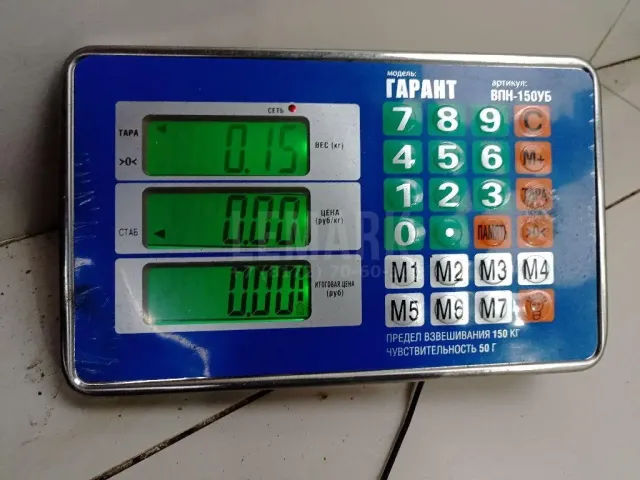 модель:
ГАРАНТ
артикул:
ВПН-150УБ
СЕТЬ
ТАРА
>0<
0.15
ВЕС (кг)
СТАБ
0.00
ЦЕНА
(руб/кг)
0.00
ИТОГОВАЯ ЦЕНА
(руб)
7 8 9 C
4 5 6 M+
1 2 3 ТАРА
0 . ПАМЯТЬ >0<
M1 M2 M3 M4
M5 M6 M7
ПРЕДЕЛ ВЗВЕШИВАНИЯ 150 КГ
ЧУВСТВИТЕЛЬНОСТЬ 50 Г